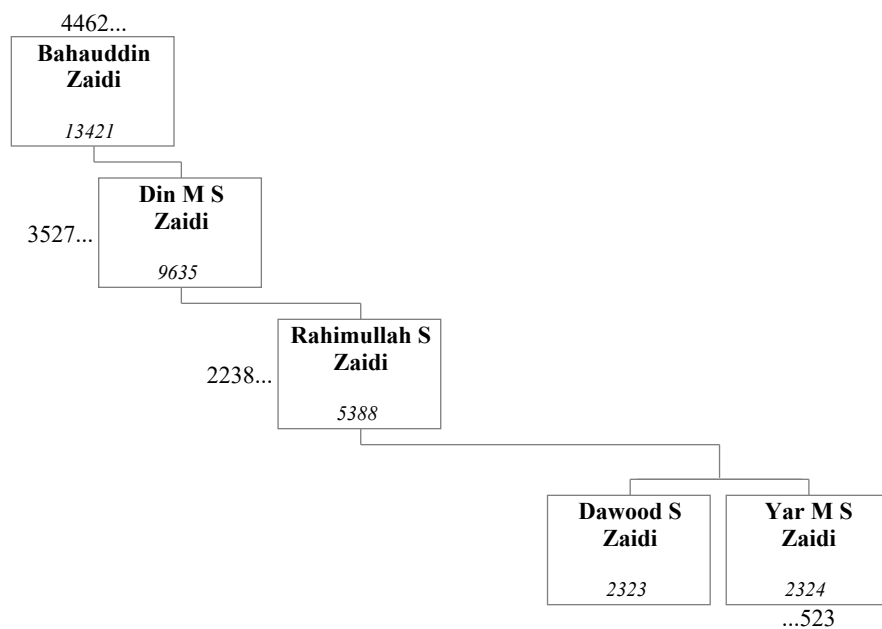 4462...
Bahauddin
Zaidi
13421
Din M S
Zaidi
3527...
9635
Rahimullah S
Zaidi
2238...
5388
Dawood S
Zaidi
2323
Yar M S
Zaidi
2324
...523